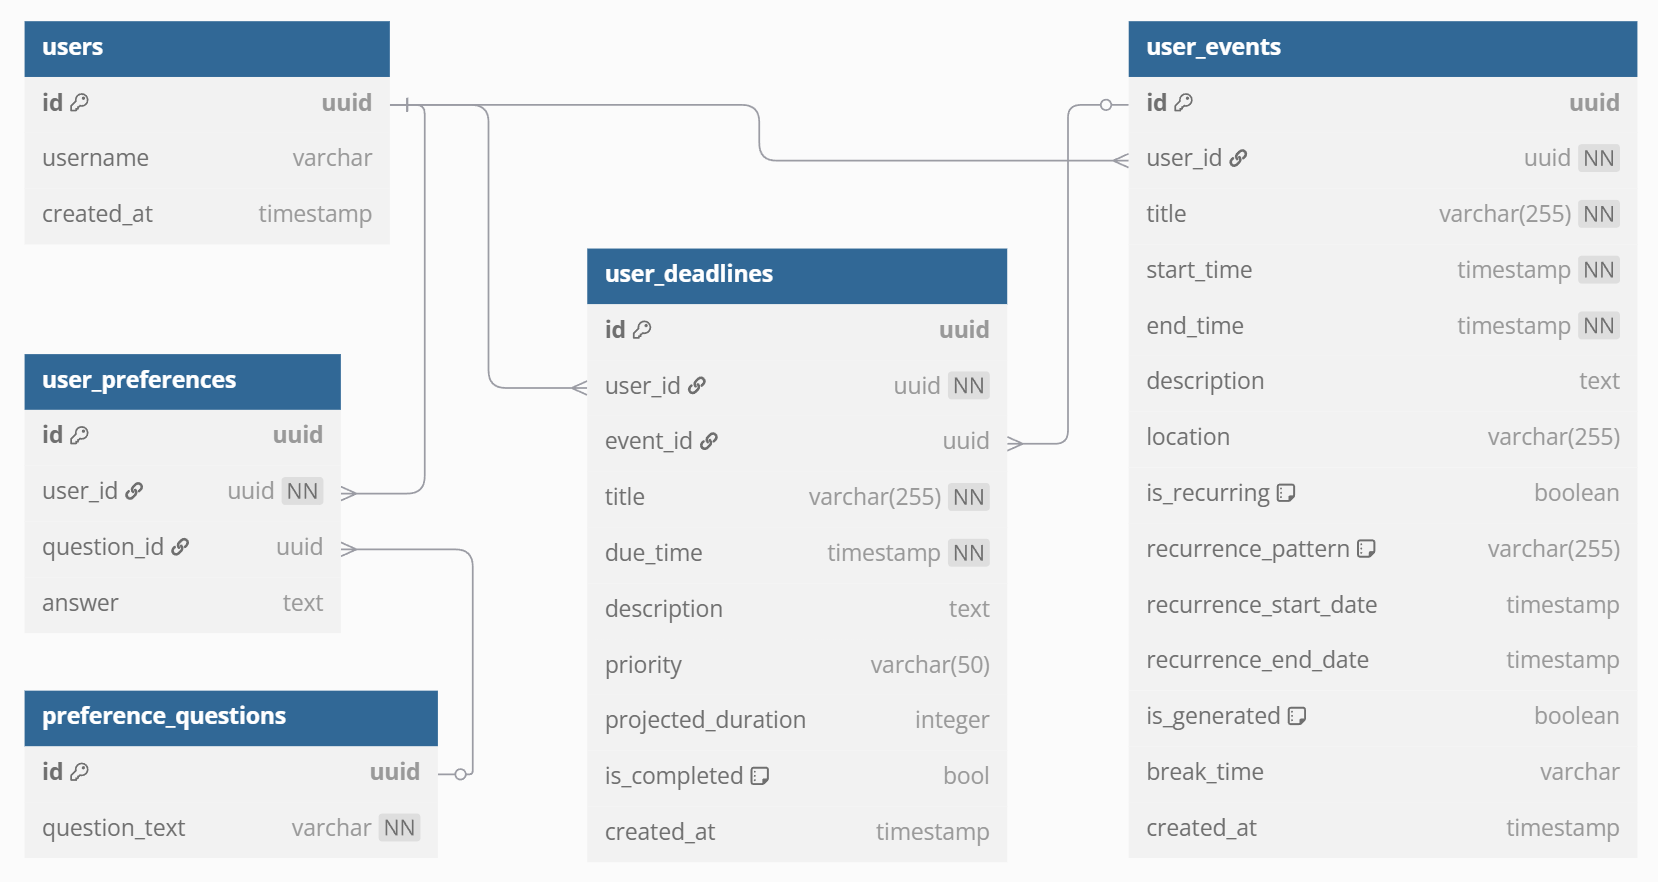 users
id uuid
username varchar
created_at timestamp
user_preferences
id uuid
user_id uuid NN
question_id uuid
answer text
preference_questions
id uuid
question_text varchar NN
user_deadlines
id uuid
user_id uuid NN
event_id uuid
title varchar(255) NN
due_time timestamp NN
description text
priority varchar(50)
projected_duration integer
is_completed bool
created_at timestamp
user_events
id uuid
user_id uuid NN
title varchar(255) NN
start_time timestamp NN
end_time timestamp NN
description text
location varchar(255)
is_recurring boolean
recurrence_pattern varchar(255)
recurrence_start_date timestamp
recurrence_end_date timestamp
is_generated boolean
break_time varchar
created_at timestamp